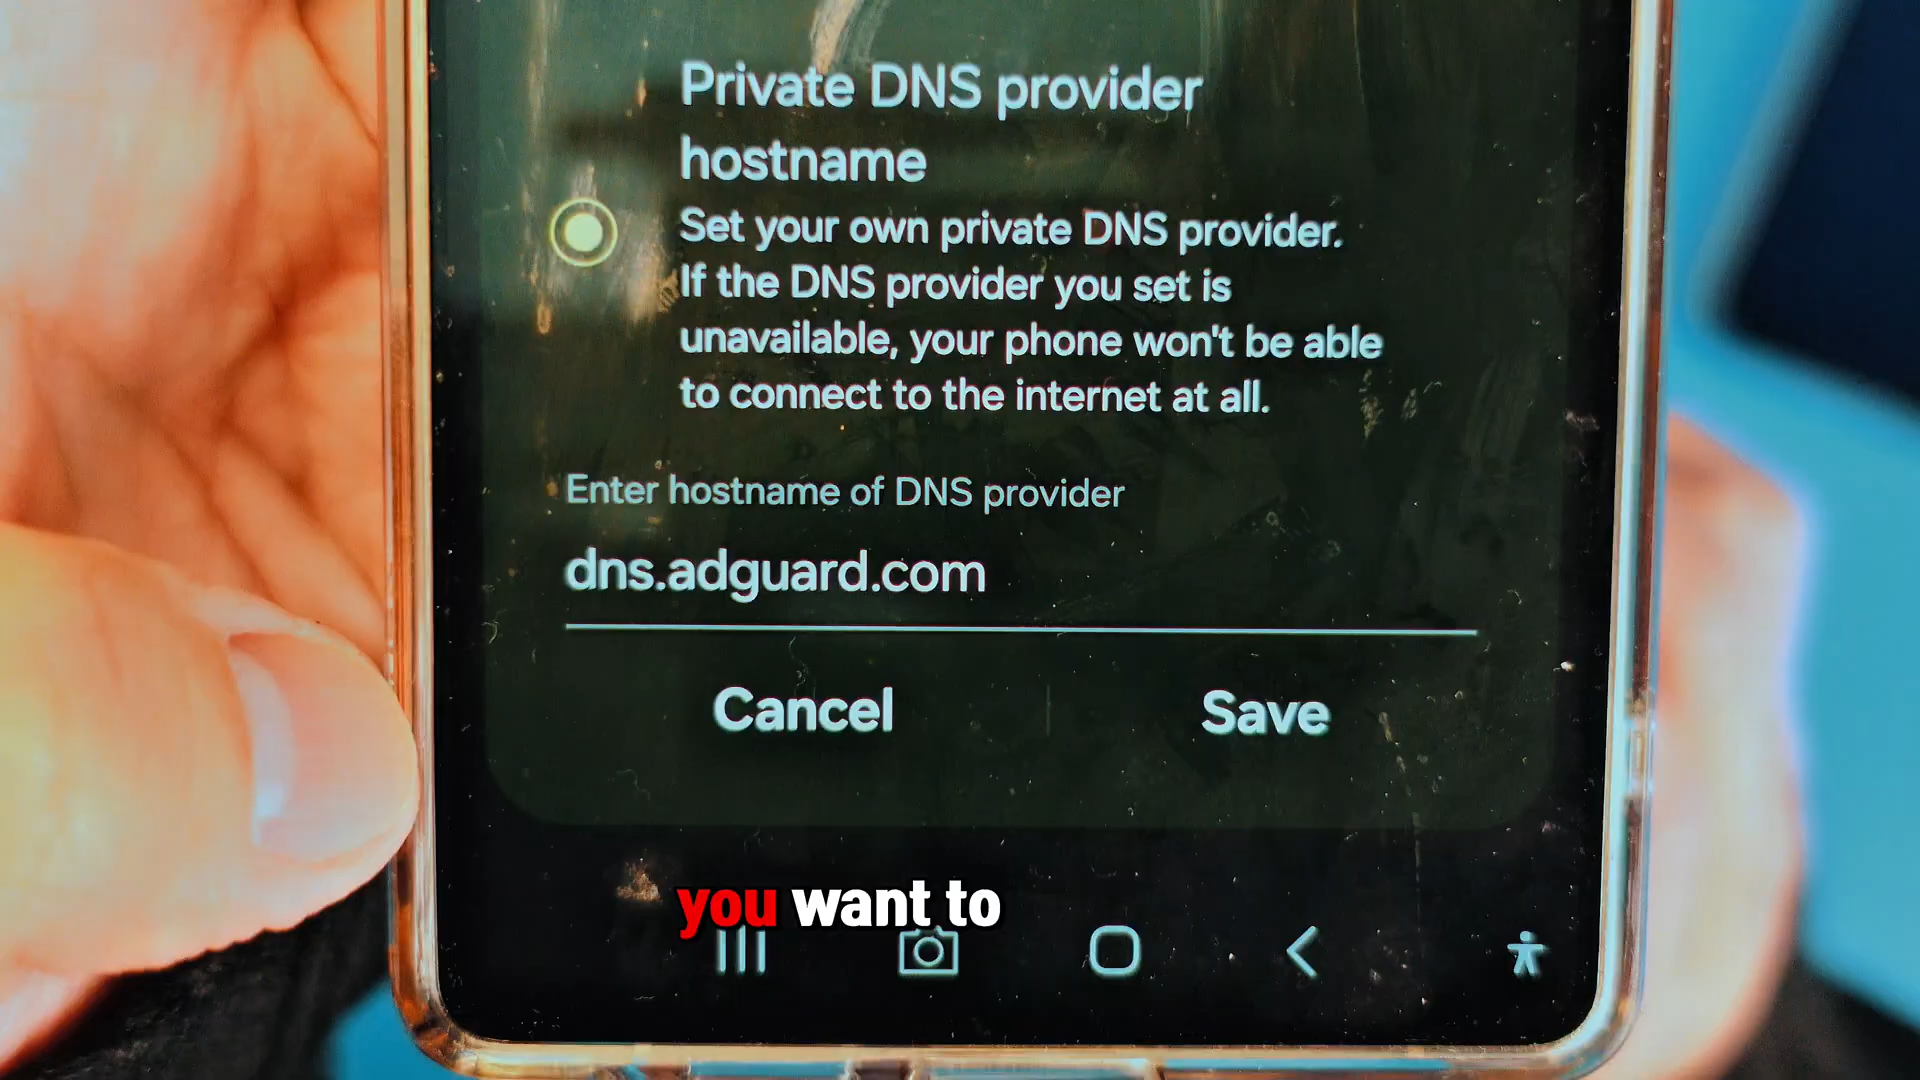 Private DNS provider
hostname
Set your own private DNS provider.
If the DNS provider you set is
unavailable, your phone won't be able
to connect to the internet at all.
Enter hostname of DNS provider
dns.adguard.com
Cancel
Save
you want to